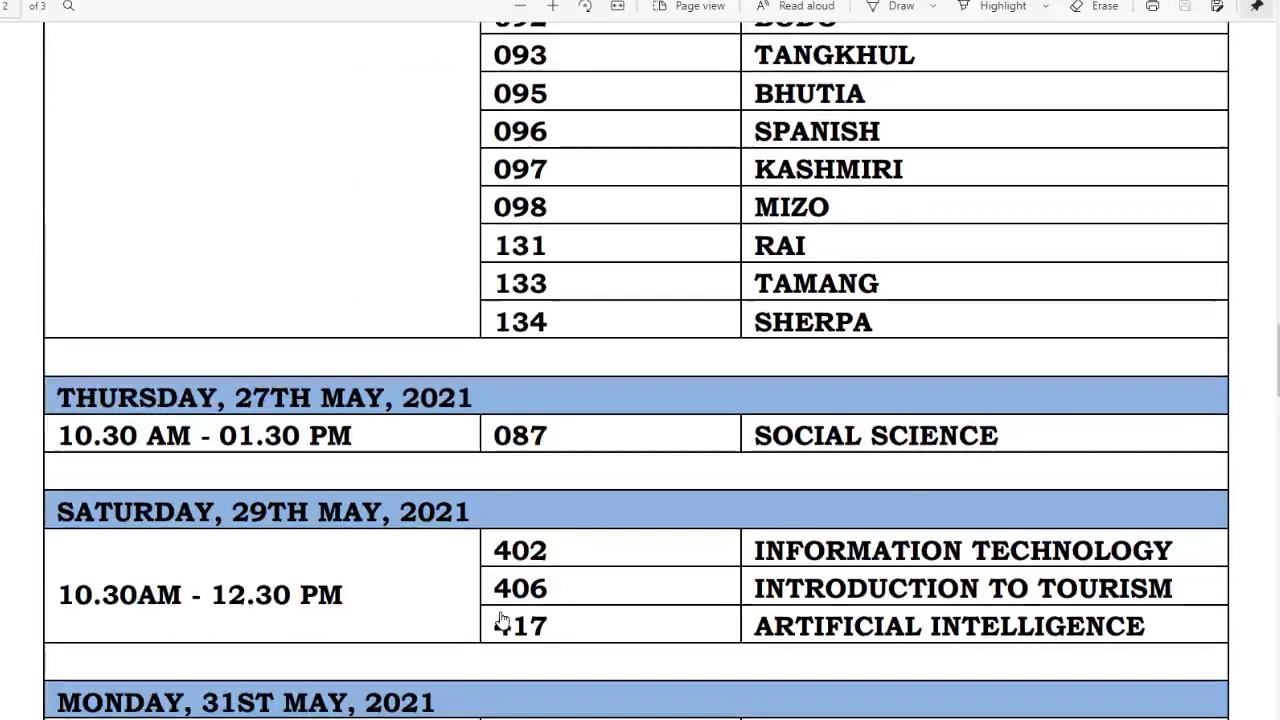 2 of 3 Page view Read aloud Draw Highlight Erase
093 TANGKHUL
095 BHUTIA
096 SPANISH
097 KASHMIRI
098 MIZO
131 RAI
133 TAMANG
134 SHERPA
THURSDAY, 27TH MAY, 2021
10.30 AM - 01.30 PM 087 SOCIAL SCIENCE
SATURDAY, 29TH MAY, 2021
402 INFORMATION TECHNOLOGY
10.30AM - 12.30 PM 406 INTRODUCTION TO TOURISM
417 ARTIFICIAL INTELLIGENCE
MONDAY, 31ST MAY, 2021